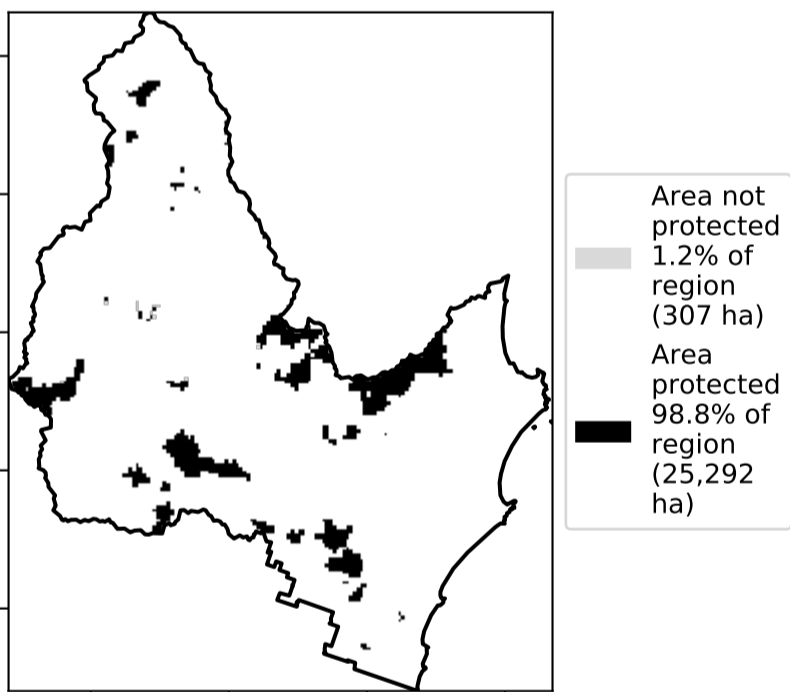 Area not
protected
1.2% of
region
(307 ha)
Area
protected
98.8% of
region
(25,292
ha)